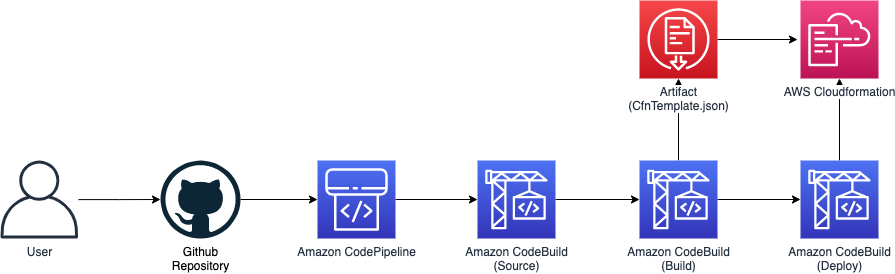 Artifact
(CfnTemplate.json)
AWS Cloudformation
</>
</>
</>
</>
User
Github
Repository
Amazon CodePipeline
Amazon CodeBuild
(Source)
Amazon CodeBuild
(Build)
Amazon CodeBuild
(Deploy)